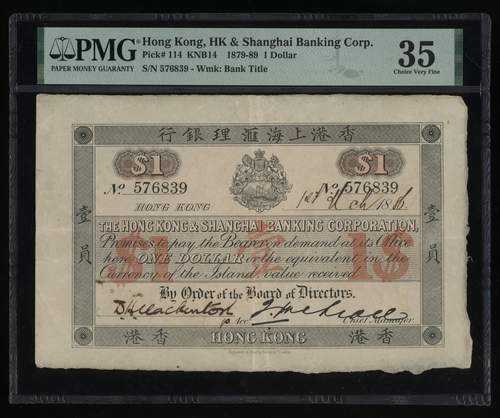 PMG
PAPER MONEY GUARANTY
Hong Kong, HK & Shanghai Banking Corp.
Pick# 114 KNB14 1879-89 1 Dollar
S/N 576839 - Wmk: Bank Title
35
Choice Very Fine
行銀理滙海上港香
$1 $1
No 576839 No 576839
HONG KONG
壹員 壹員
THE HONG KONG & SHANGHAI BANKING CORPORATION,
Promises to pay the Bearer on demand at its Office
here ONE DOLLAR or the equivalent in the
Currency of the Island value received.
$1 壹 $1
By Order of the Board of Directors.
Acc Chief Manager.
港香 HONG KONG 港香